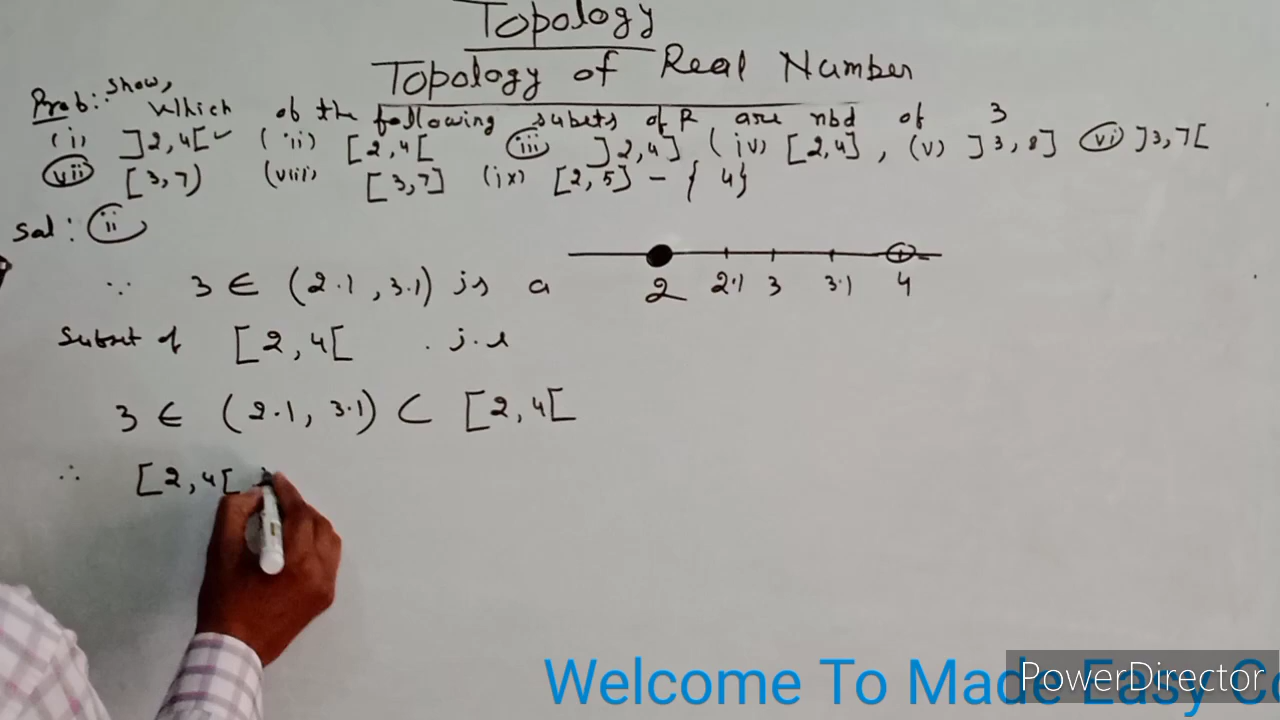 Topology
Topology of Real Number
Prob: show, which of the following subsets of R are nbd of 3
(i) ]2,4[ ✓ (ii) [2,4[ (iii) ]2,4] (iv) [2,4] , (v) ]3,8] (vi) ]3,7[
(vii) [3,7) (viii) [3,7] (ix) [2,5] - { 4}
Sol: (ii)
∵ 3 ∈ (2.1, 3.1) is a
2 2.1 3 3.1 4
Subset of [2,4[ . i.e
3 ∈ (2.1, 3.1) ⊂ [2,4[
∴ [2,4[
Welcome To Made Easy Co
PowerDirector